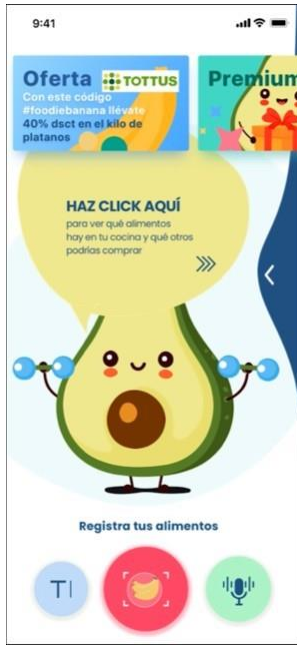 9:41
Oferta TOTTUS
Con este código
#foodiebanana llévate
40% dsct en el kilo de
platanos
Premium
HAZ CLICK AQUÍ
para ver qué alimentos
hay en tu cocina y qué otros
podrías comprar
Registra tus alimentos
T|